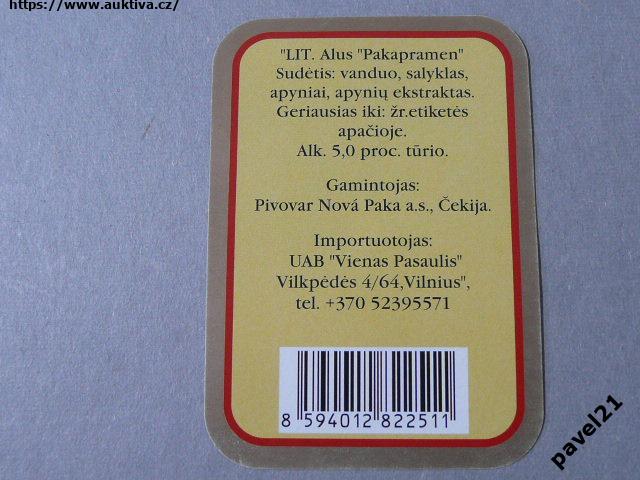 https://www.auktiva.cz/
"LIT. Alus "Pakapramen"
Sudėtis: vanduo, salyklas,
apyniai, apynių ekstraktas.
Geriausias iki: žr.etiketės
apačioje.
Alk. 5,0 proc. tūrio.
Gamintojas:
Pivovar Nová Paka a.s., Čekija.
Importuotojas:
UAB "Vienas Pasaulis"
Vilkpėdės 4/64,Vilnius",
tel. +370 52395571
8 594012 822511
pavel21